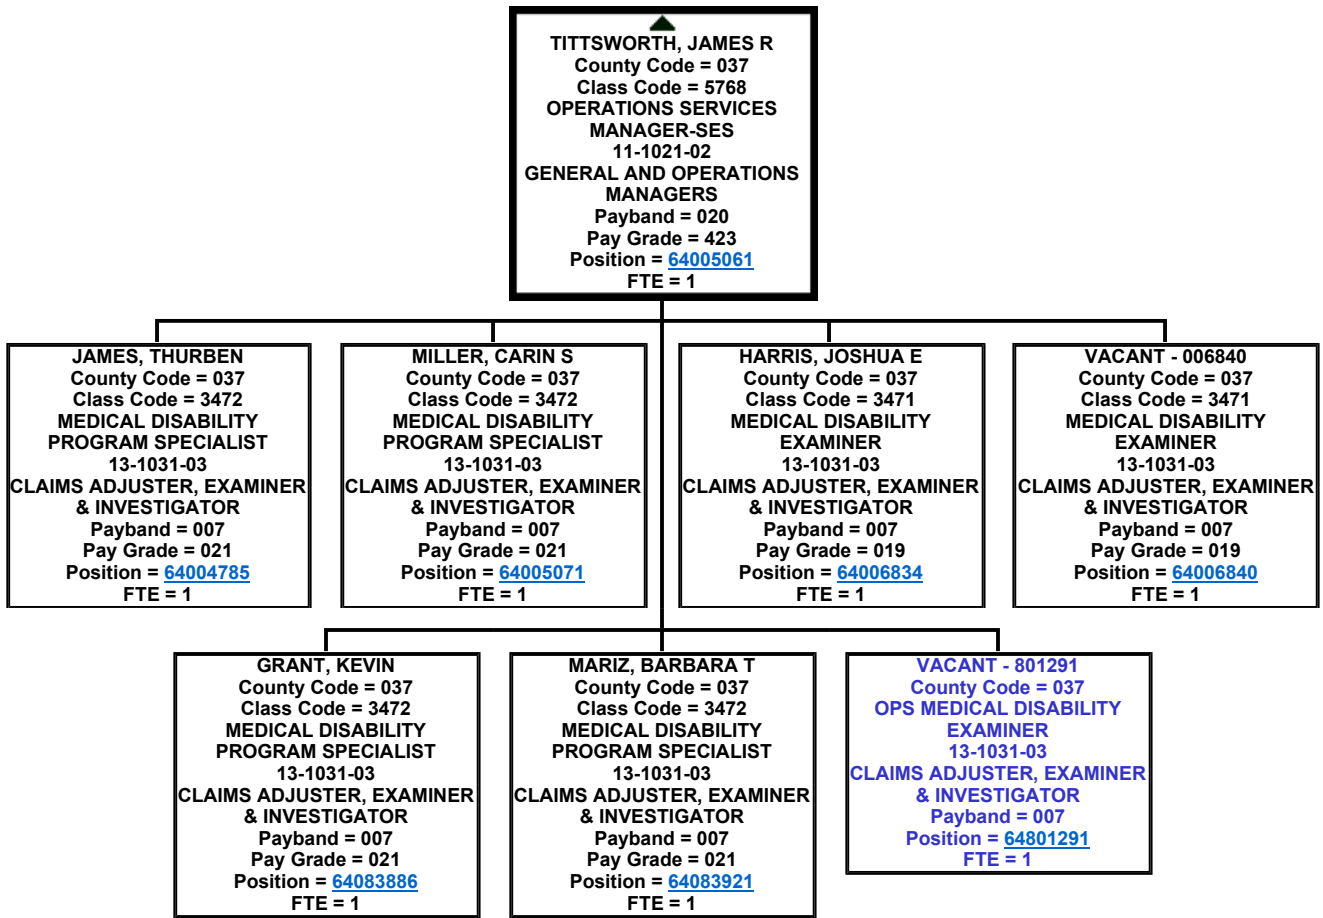 TITTSWORTH, JAMES R
County Code = 037
Class Code = 5768
OPERATIONS SERVICES
MANAGER-SES
11-1021-02
GENERAL AND OPERATIONS
MANAGERS
Payband = 020
Pay Grade = 423
Position = 64005061
FTE = 1
JAMES, THURBEN
County Code = 037
Class Code = 3472
MEDICAL DISABILITY
PROGRAM SPECIALIST
13-1031-03
CLAIMS ADJUSTER, EXAMINER
& INVESTIGATOR
Payband = 007
Pay Grade = 021
Position = 64004785
FTE = 1
MILLER, CARIN S
County Code = 037
Class Code = 3472
MEDICAL DISABILITY
PROGRAM SPECIALIST
13-1031-03
CLAIMS ADJUSTER, EXAMINER
& INVESTIGATOR
Payband = 007
Pay Grade = 021
Position = 64005071
FTE = 1
HARRIS, JOSHUA E
County Code = 037
Class Code = 3471
MEDICAL DISABILITY
EXAMINER
13-1031-03
CLAIMS ADJUSTER, EXAMINER
& INVESTIGATOR
Payband = 007
Pay Grade = 019
Position = 64006834
FTE = 1
VACANT - 006840
County Code = 037
Class Code = 3471
MEDICAL DISABILITY
EXAMINER
13-1031-03
CLAIMS ADJUSTER, EXAMINER
& INVESTIGATOR
Payband = 007
Pay Grade = 019
Position = 64006840
FTE = 1
GRANT, KEVIN
County Code = 037
Class Code = 3472
MEDICAL DISABILITY
PROGRAM SPECIALIST
13-1031-03
CLAIMS ADJUSTER, EXAMINER
& INVESTIGATOR
Payband = 007
Pay Grade = 021
Position = 64083886
FTE = 1
MARIZ, BARBARA T
County Code = 037
Class Code = 3472
MEDICAL DISABILITY
PROGRAM SPECIALIST
13-1031-03
CLAIMS ADJUSTER, EXAMINER
& INVESTIGATOR
Payband = 007
Pay Grade = 021
Position = 64083921
FTE = 1
VACANT - 801291
County Code = 037
OPS MEDICAL DISABILITY
EXAMINER
13-1031-03
CLAIMS ADJUSTER, EXAMINER
& INVESTIGATOR
Payband = 007
Position = 64801291
FTE = 1